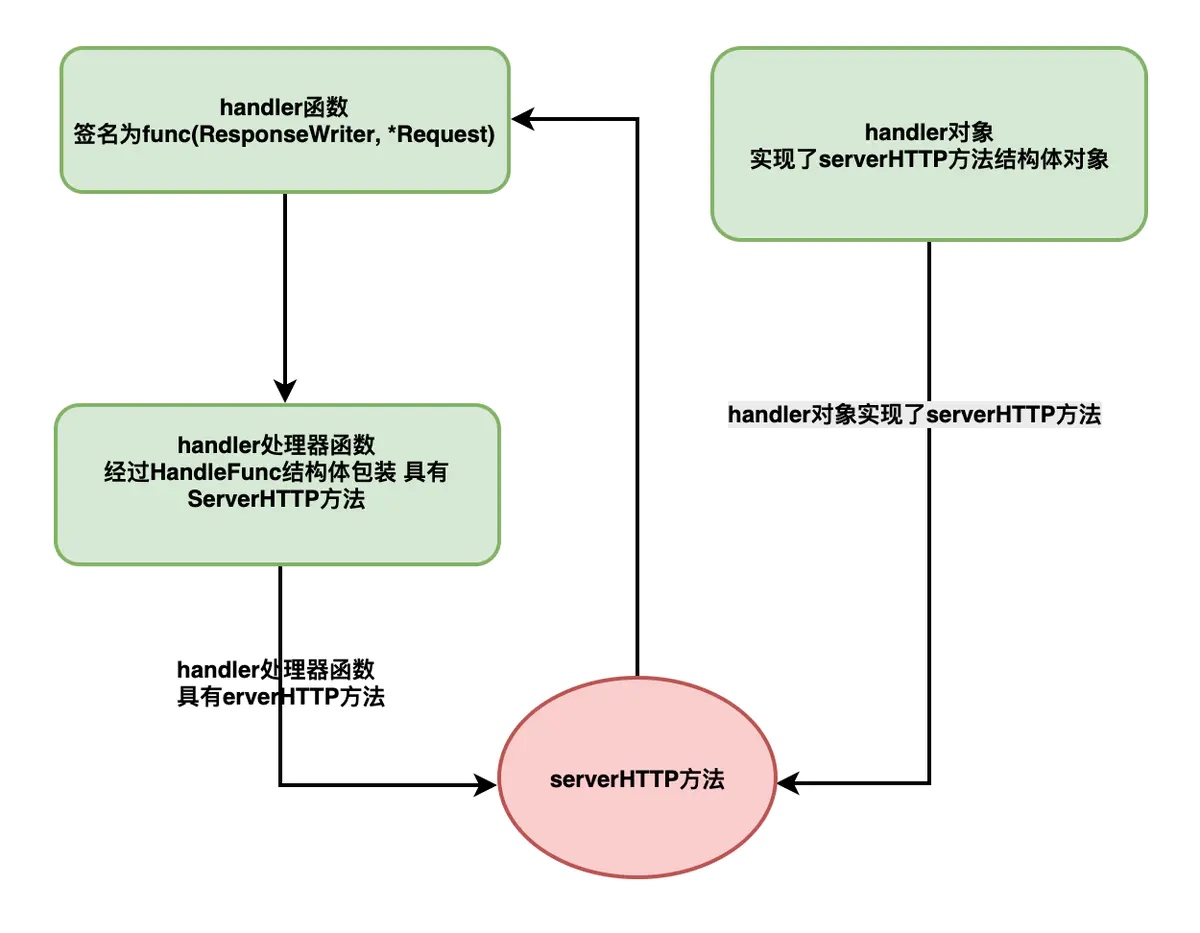 handler函数
签名为func(ResponseWriter, *Request)
handler对象
实现了serverHTTP方法结构体对象
handler对象实现了serverHTTP方法
handler处理器函数
经过HandleFunc结构体包装 具有
ServerHTTP方法
handler处理器函数
具有erverHTTP方法
serverHTTP方法